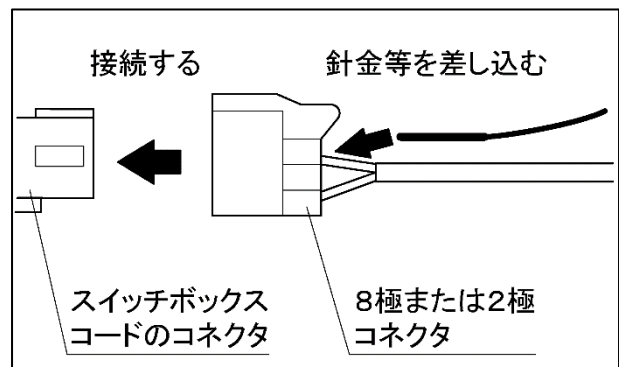 接続する
針金等を差し込む
スイッチボックス
コードのコネクタ
8極または2極
コネクタ